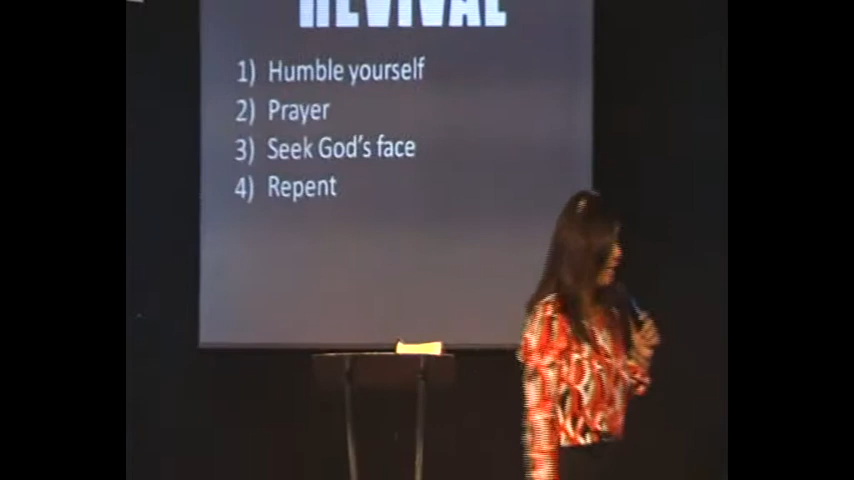 REVIVAL
1) Humble yourself
2) Prayer
3) Seek God's face
4) Repent